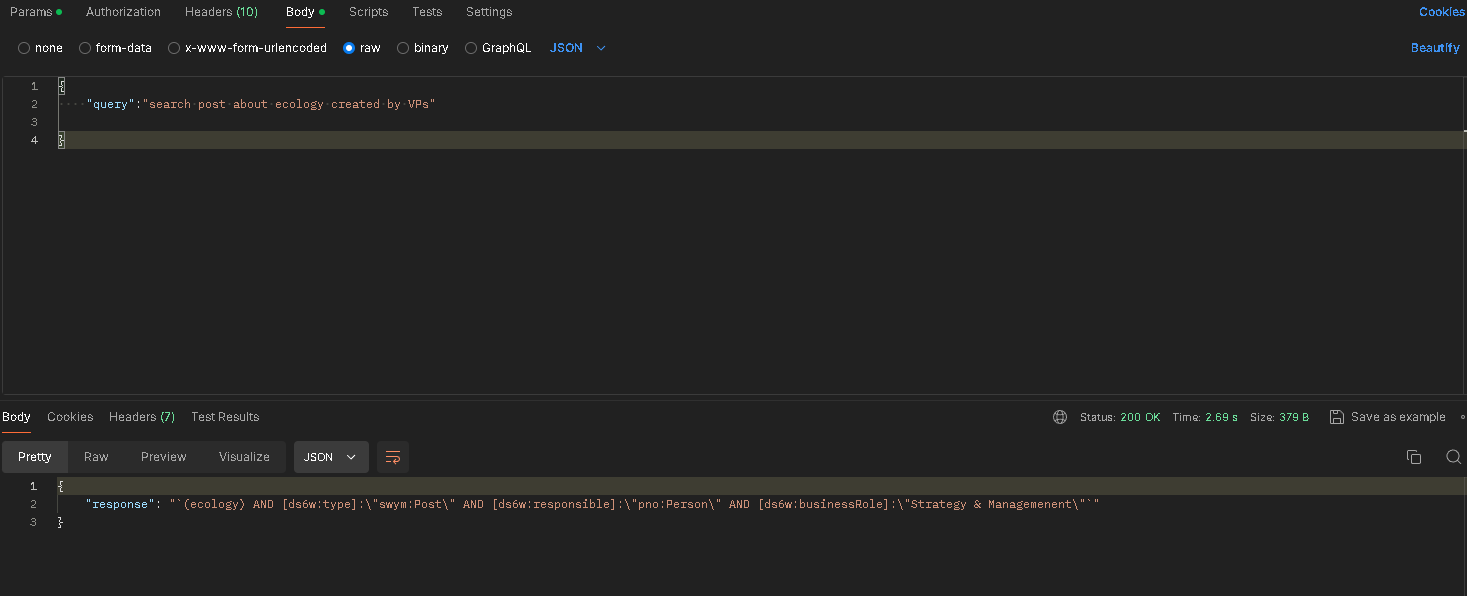 Params Authorization Headers (10) Body Scripts Tests Settings Cookies
none form-data x-www-form-urlencoded raw binary GraphQL JSON Beautify
1 {
2 "query":"search post about ecology created by VPs"
3
4 }
Body Cookies Headers (7) Test Results Status: 200 OK Time: 2.69 s Size: 379 B Save as example
Pretty Raw Preview Visualize JSON
1 {
2 "response": "`(ecology) AND [ds6w:type]:\"swym:Post\" AND [ds6w:responsible]:\"pno:Person\" AND [ds6w:businessRole]:\"Strategy & Managemenent\"`"
3 }